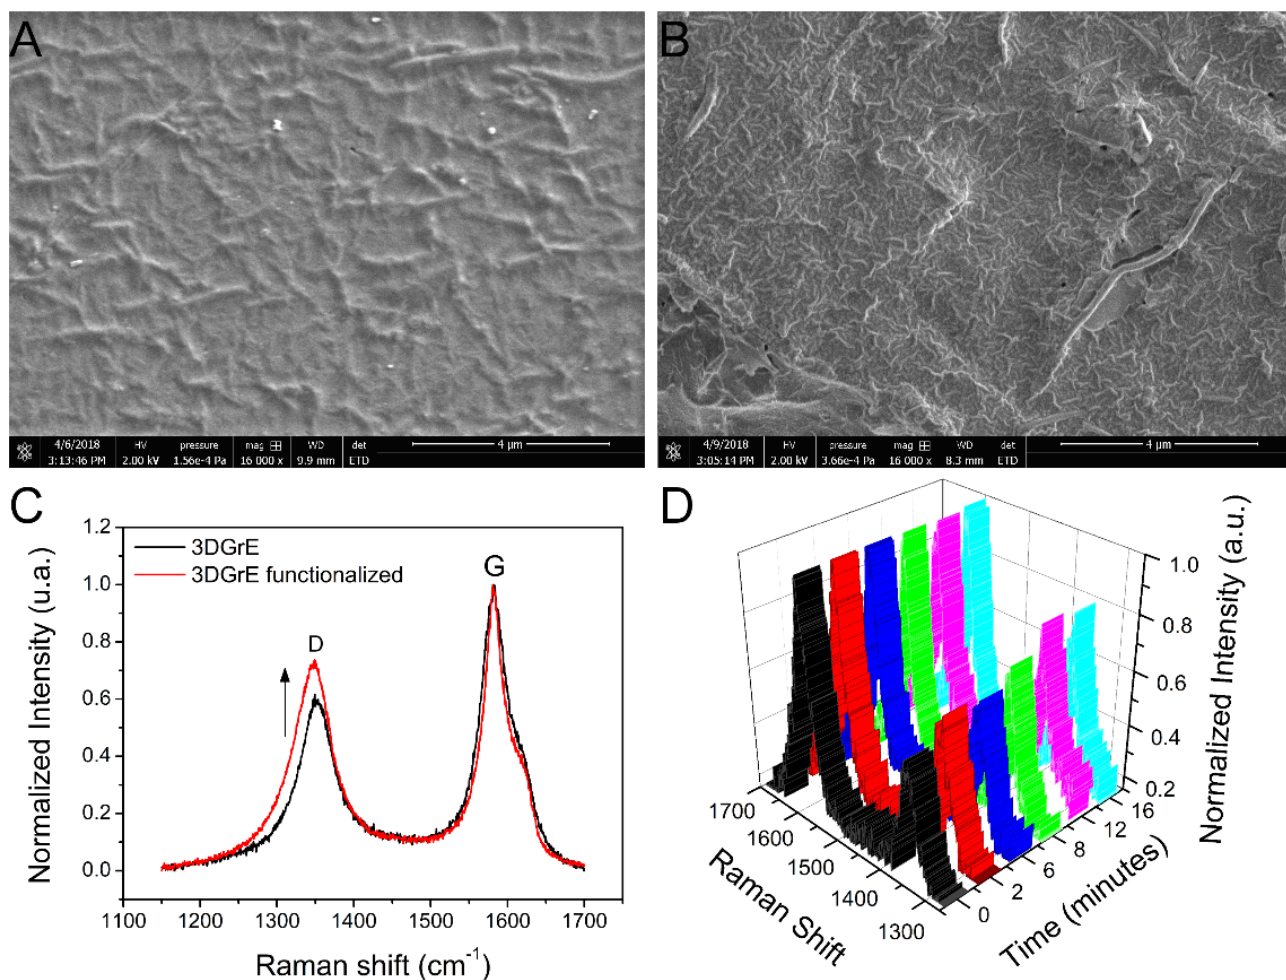 A
B
4/6/2018 HV pressure mag WD det
3:13:46 PM 2.00 kV 1.56e-4 Pa 16 000 x 9.9 mm ETD
4 µm
4/9/2018 HV pressure mag WD det
3:05:14 PM 2.00 kV 3.66e-4 Pa 16 000 x 8.3 mm ETD
4 µm
C
3DGrE
3DGrE functionalized
D
G
Normalized Intensity (u.a.)
1.2
1.0
0.8
0.6
0.4
0.2
0.0
1100 1200 1300 1400 1500 1600 1700
Raman shift (cm⁻¹)
D
Normalized Intensity (a.u.)
1.0
0.8
0.6
0.4
0.2
1700
1600
1500
1400
1300
Raman Shift
0
2
6
8
12
16
Time (minutes)